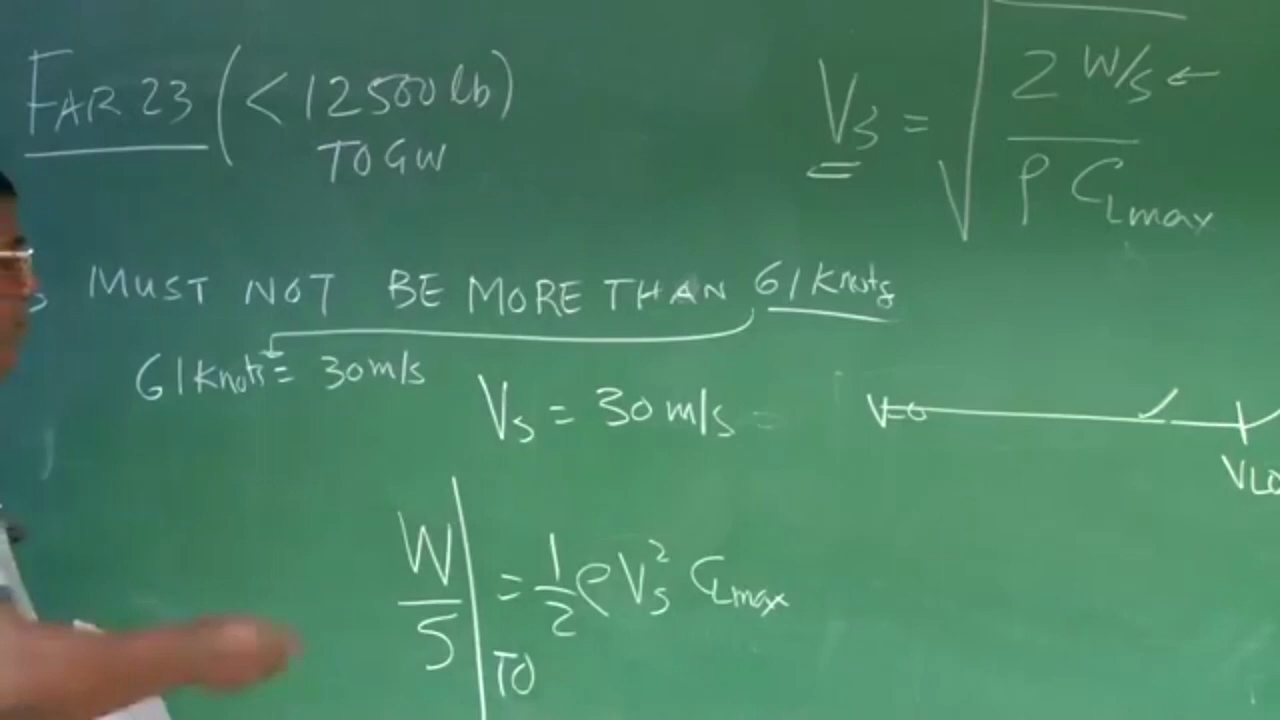 FAR 23 (< 12500 lb)
TOGW
V_s = √(2 W/S ← / ρ C_Lmax)
MUST NOT BE MORE THAN 61 Knots
61 Knots = 30 m/s
V_s = 30 m/s
V=0
W/S |_TO = 1/2 ρ V_s^2 C_Lmax